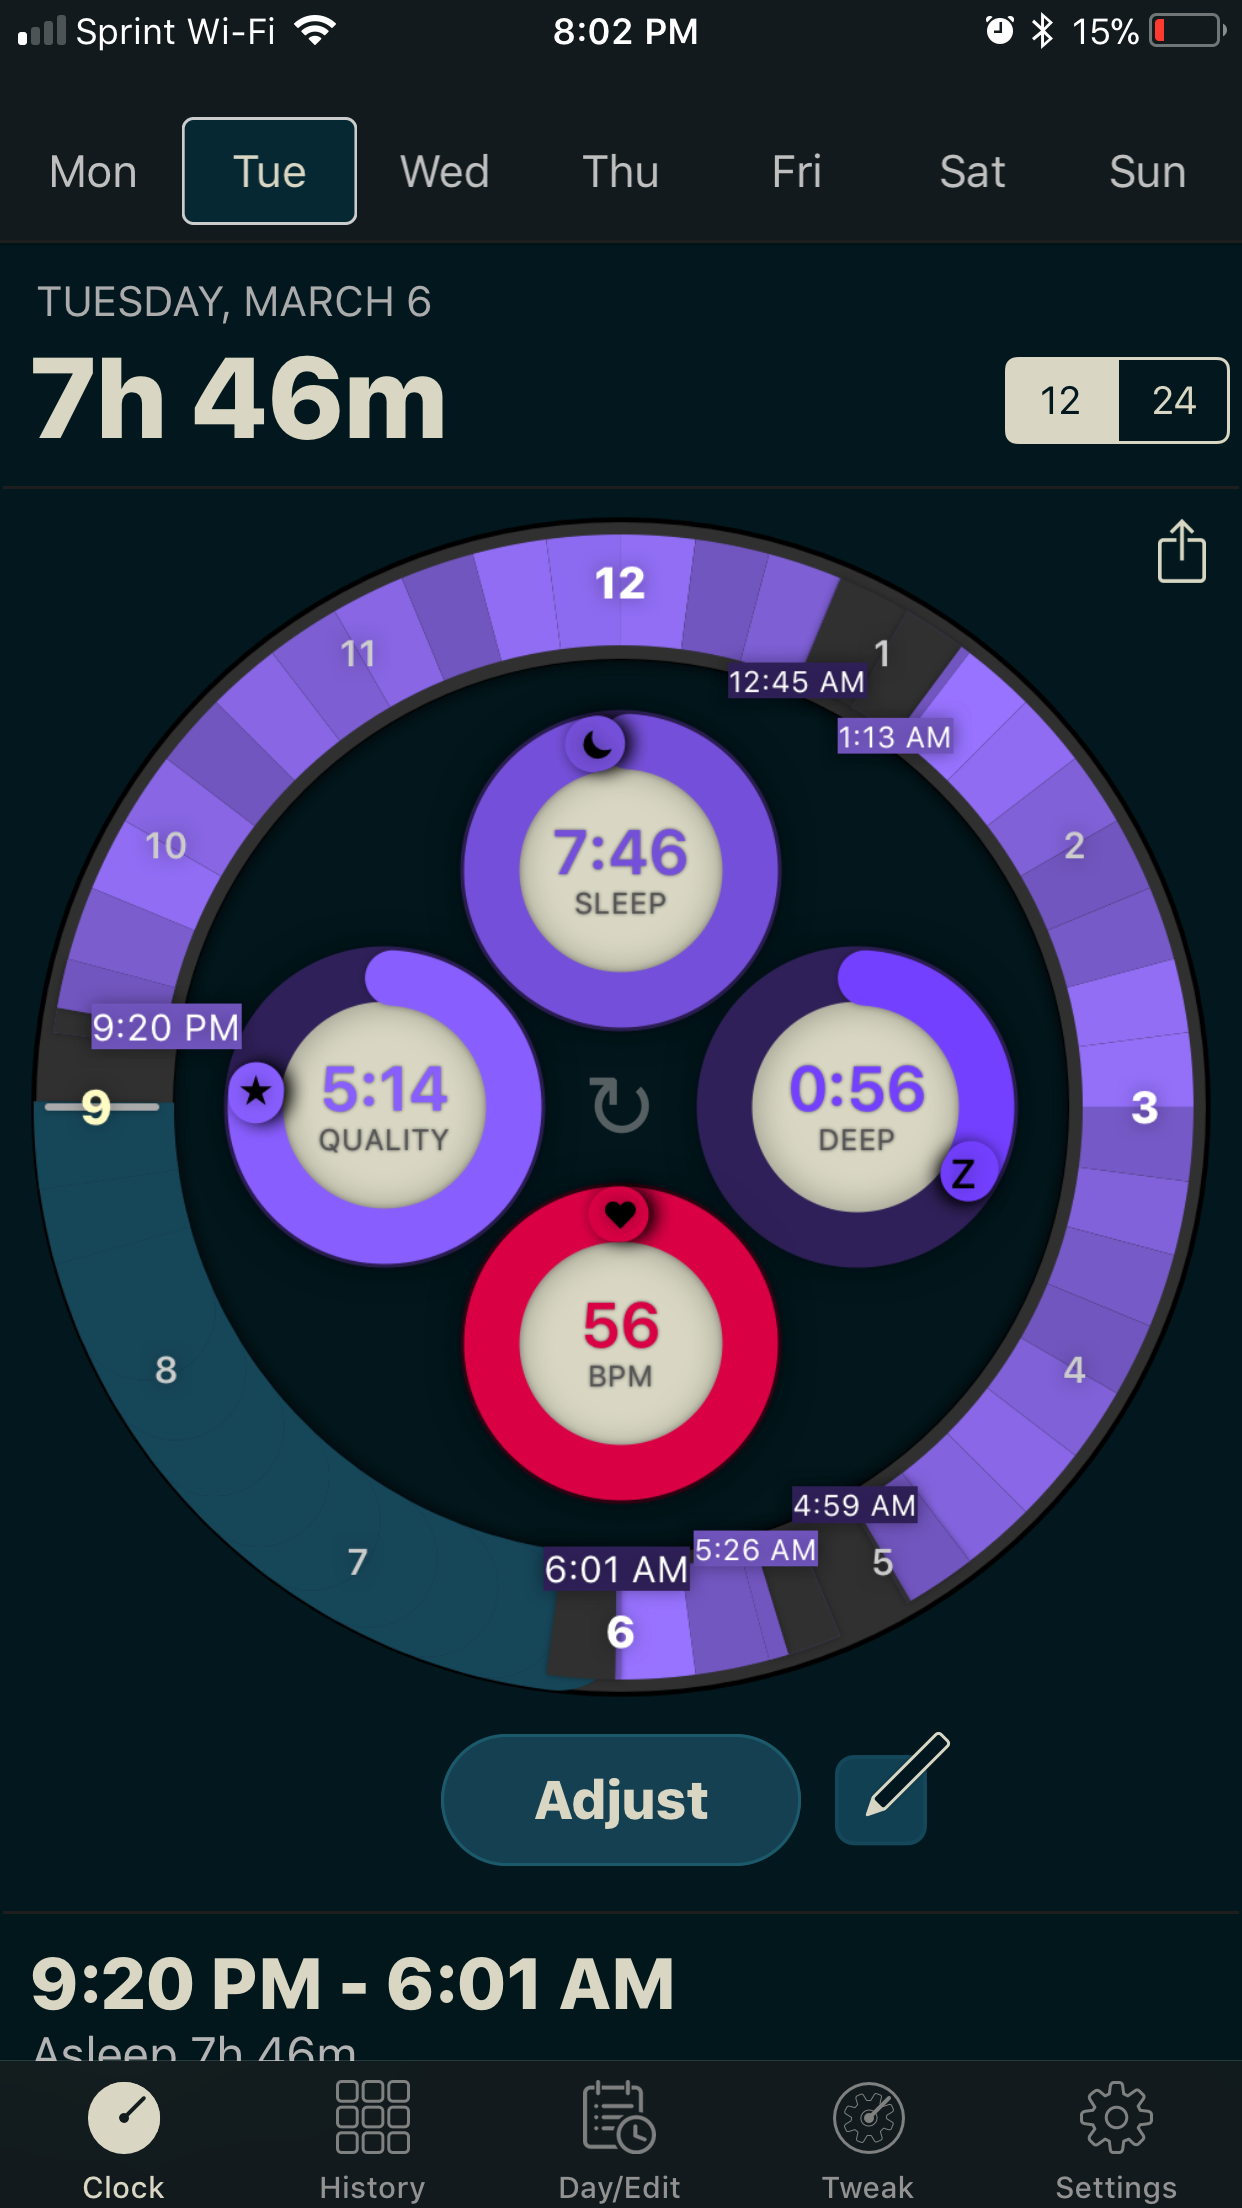 Sprint Wi-Fi 8:02 PM 15%
Mon Tue Wed Thu Fri Sat Sun
TUESDAY, MARCH 6
7h 46m
12 24
12
11
1
12:45 AM
1:13 AM
10
2
7:46
SLEEP
9:20 PM
5:14
QUALITY
0:56
DEEP
Z
9
3
56
BPM
8
4
4:59 AM
5:26 AM
6:01 AM
7
5
6
Adjust
9:20 PM - 6:01 AM
Asleep 7h 46m
Clock History Day/Edit Tweak Settings